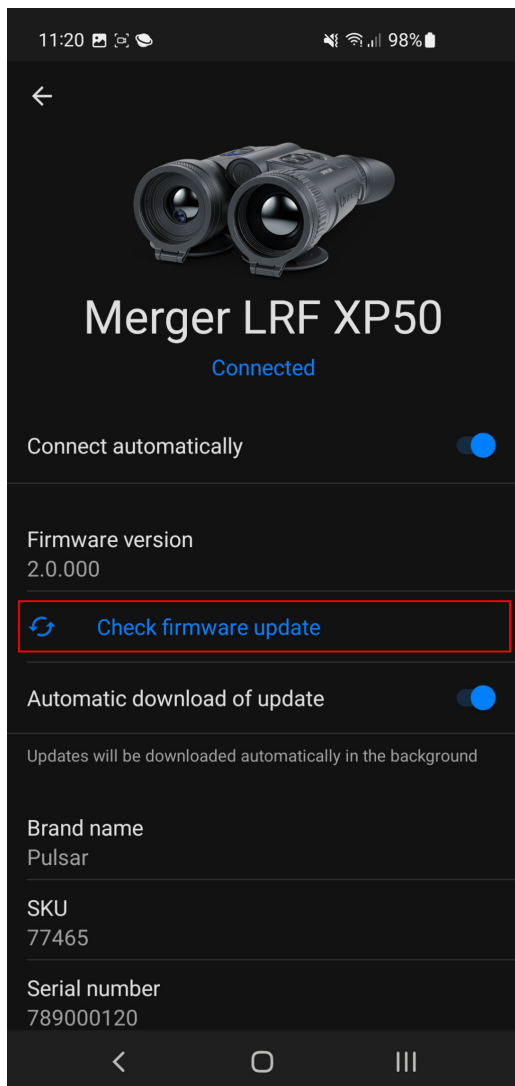 11:20
98%
Merger LRF XP50
Connected
Connect automatically
Firmware version
2.0.000
Check firmware update
Automatic download of update
Updates will be downloaded automatically in the background
Brand name
Pulsar
SKU
77465
Serial number
789000120